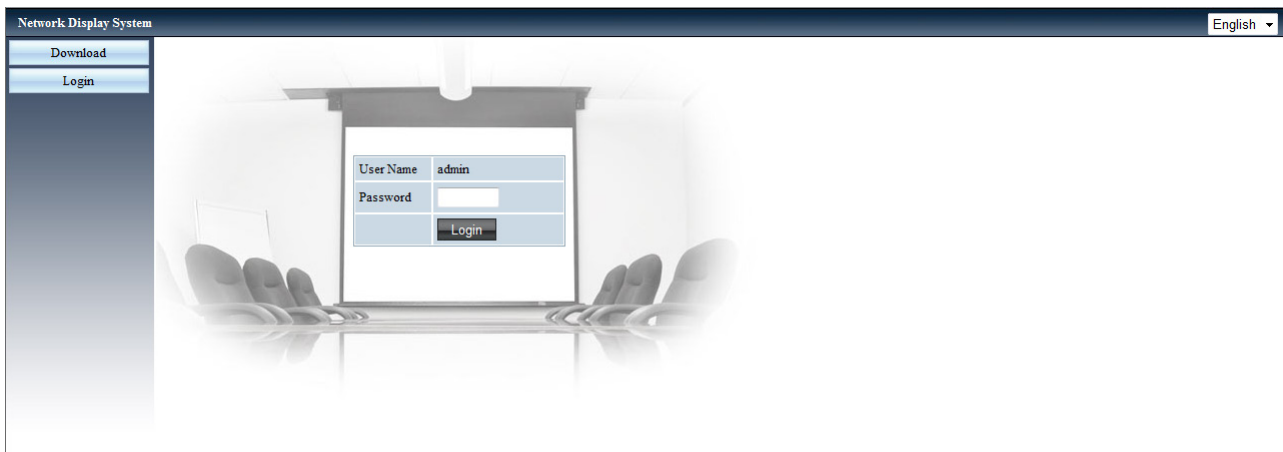 Network Display System
English
Download
Login
User Name admin
Password
Login